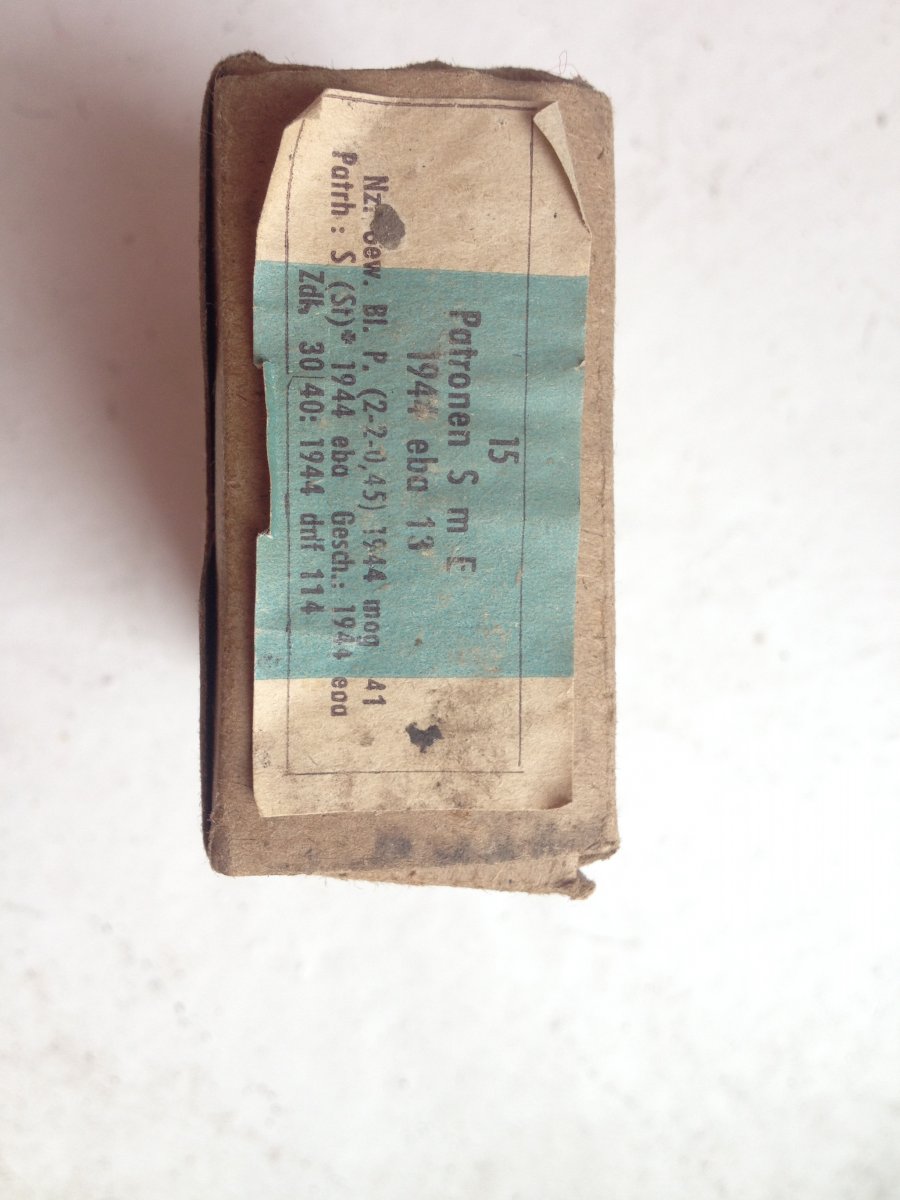 15
Patronen S m E
1944 eba 13
Nz. Gew. Bl. P. (2-2-0,45) 1944 mog 41
Patrh: S (St)* 1944 eba Gesch.: 1944 eba
Zdh. 30/40: 1944 dnf 114